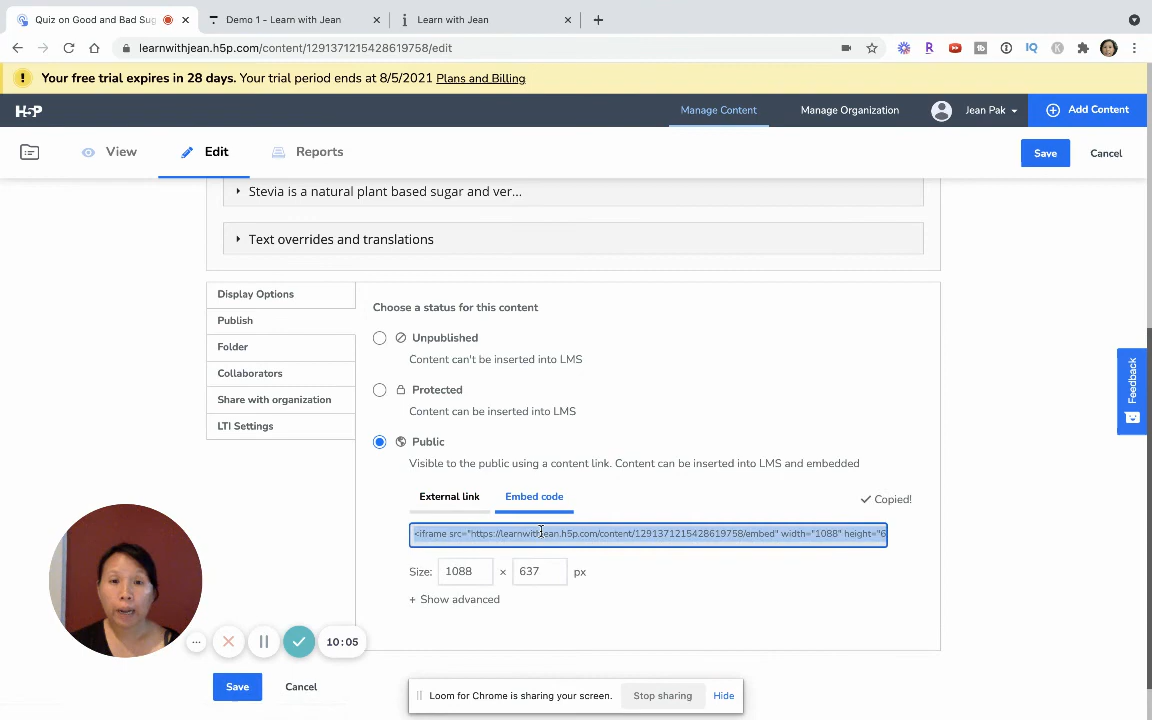 Quiz on Good and Bad Sug
Demo 1 - Learn with Jean
Learn with Jean
learnwithjean.h5p.com/content/1291371215428619758/edit
Your free trial expires in 28 days. Your trial period ends at 8/5/2021 Plans and Billing
H5P
Manage Content
Manage Organization
Jean Pak
Add Content
View
Edit
Reports
Save
Cancel
Stevia is a natural plant based sugar and ver...
Text overrides and translations
Display Options
Publish
Folder
Collaborators
Share with organization
LTI Settings
Choose a status for this content
Unpublished
Content can't be inserted into LMS
Protected
Content can be inserted into LMS
Public
Visible to the public using a content link. Content can be inserted into LMS and embedded
External link
Embed code
Copied!
<iframe src="https://learnwithjean.h5p.com/content/1291371215428619758/embed" width="1088" height="6
Size: 1088 × 637 px
+ Show advanced
10:05
Save
Cancel
Loom for Chrome is sharing your screen.
Stop sharing
Hide
Feedback